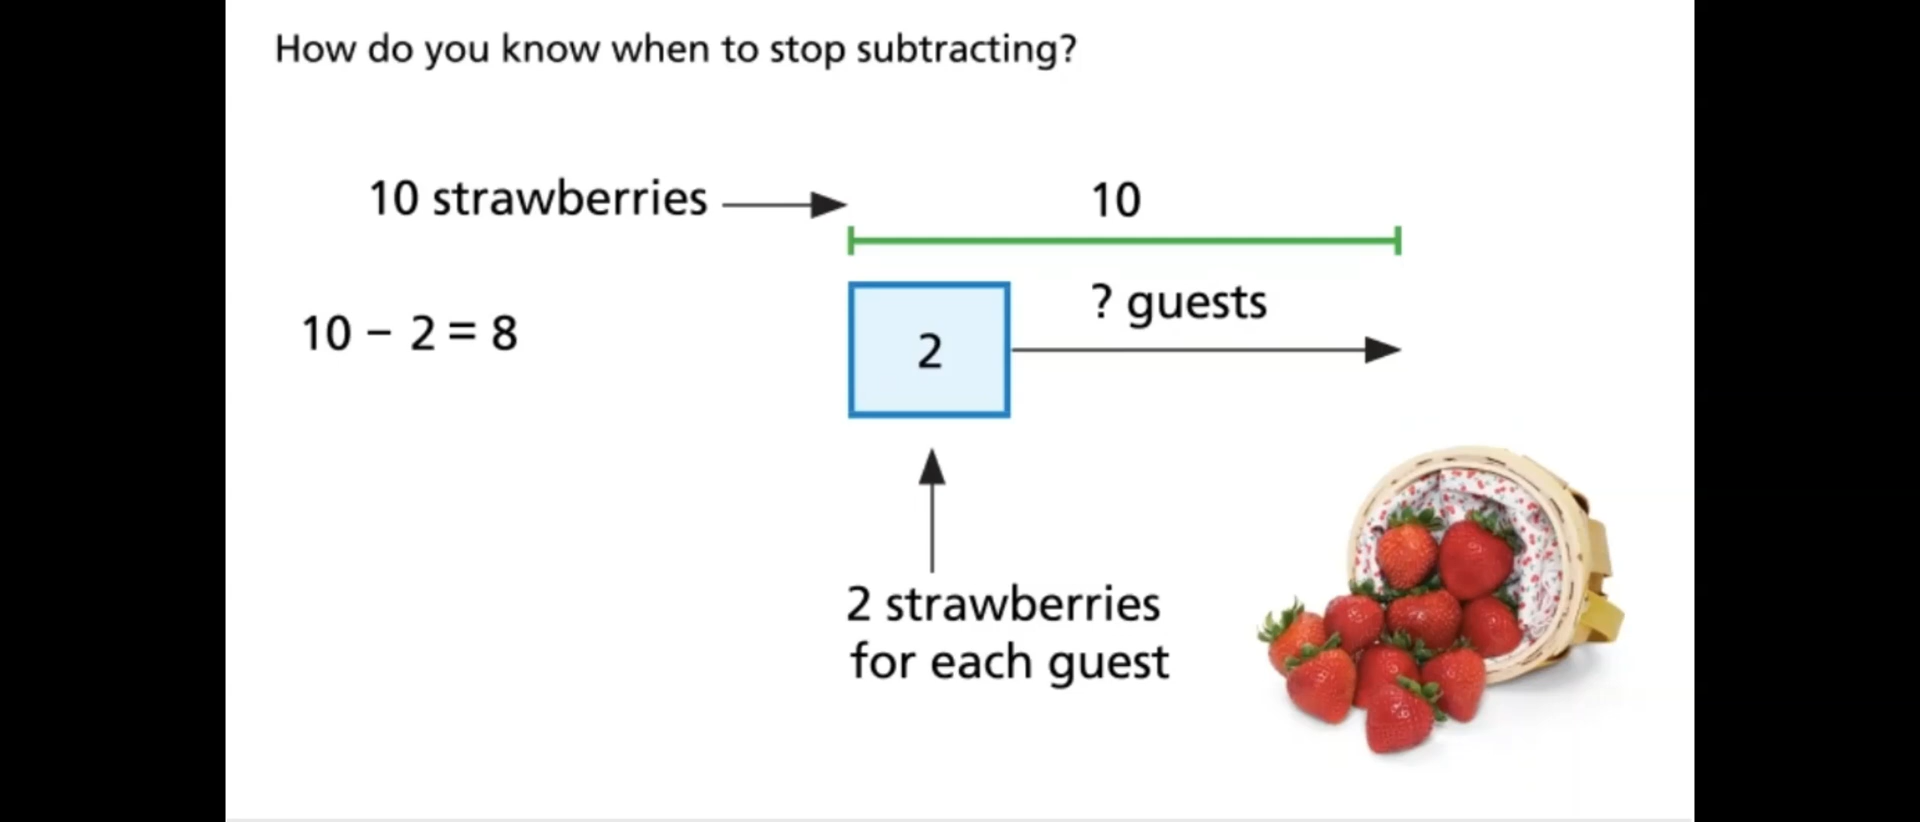 How do you know when to stop subtracting?
10 strawberries
10
? guests
10 − 2 = 8
2
2 strawberries
for each guest